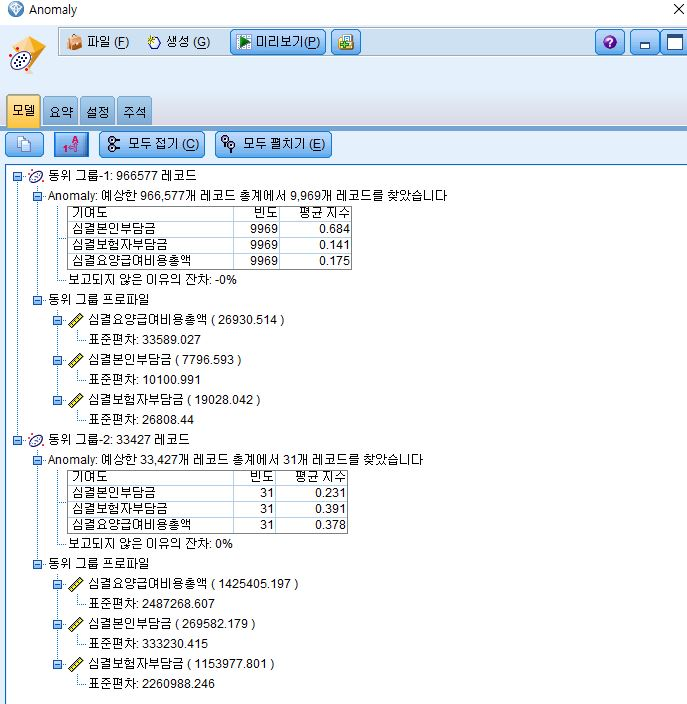 Anomaly
파일 (F) 생성 (G) 미리보기(P)
모델 요약 설정 주석
모두 접기 (C) 모두 펼치기 (E)
동위 그룹-1: 966577 레코드
Anomaly: 예상한 966,577개 레코드 총계에서 9,969개 레코드를 찾았습니다
기여도 빈도 평균 지수
심결본인부담금 9969 0.684
심결보험자부담금 9969 0.141
심결요양급여비용총액 9969 0.175
보고되지 않은 이유의 잔차: -0%
동위 그룹 프로파일
심결요양급여비용총액 ( 26930.514 )
표준편차: 33589.027
심결본인부담금 ( 7796.593 )
표준편차: 10100.991
심결보험자부담금 ( 19028.042 )
표준편차: 26808.44
동위 그룹-2: 33427 레코드
Anomaly: 예상한 33,427개 레코드 총계에서 31개 레코드를 찾았습니다
기여도 빈도 평균 지수
심결본인부담금 31 0.231
심결보험자부담금 31 0.391
심결요양급여비용총액 31 0.378
보고되지 않은 이유의 잔차: 0%
동위 그룹 프로파일
심결요양급여비용총액 ( 1425405.197 )
표준편차: 2487268.607
심결본인부담금 ( 269582.179 )
표준편차: 333230.415
심결보험자부담금 ( 1153977.801 )
표준편차: 2260988.246